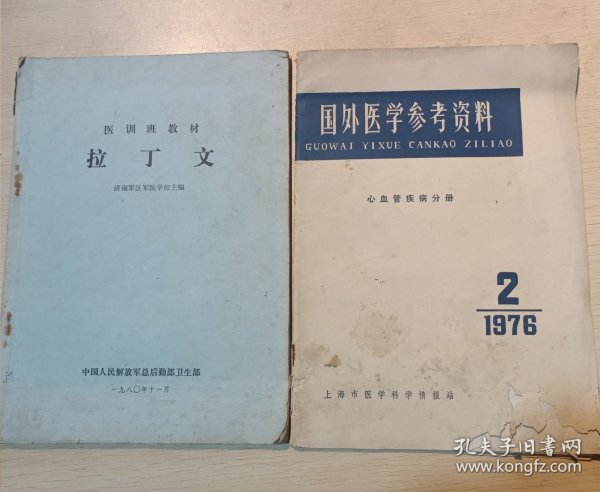 医训班教材
拉丁文
济南军区军医学校主编
中国人民解放军总后勤部卫生部
一九八〇年十一月
国外医学参考资料
GUOWAI YIXUE CANKAO ZILIAO
心血管疾病分册
2
1976
上海市医学科学情报站
孔夫子旧书网
www.kongfz.com